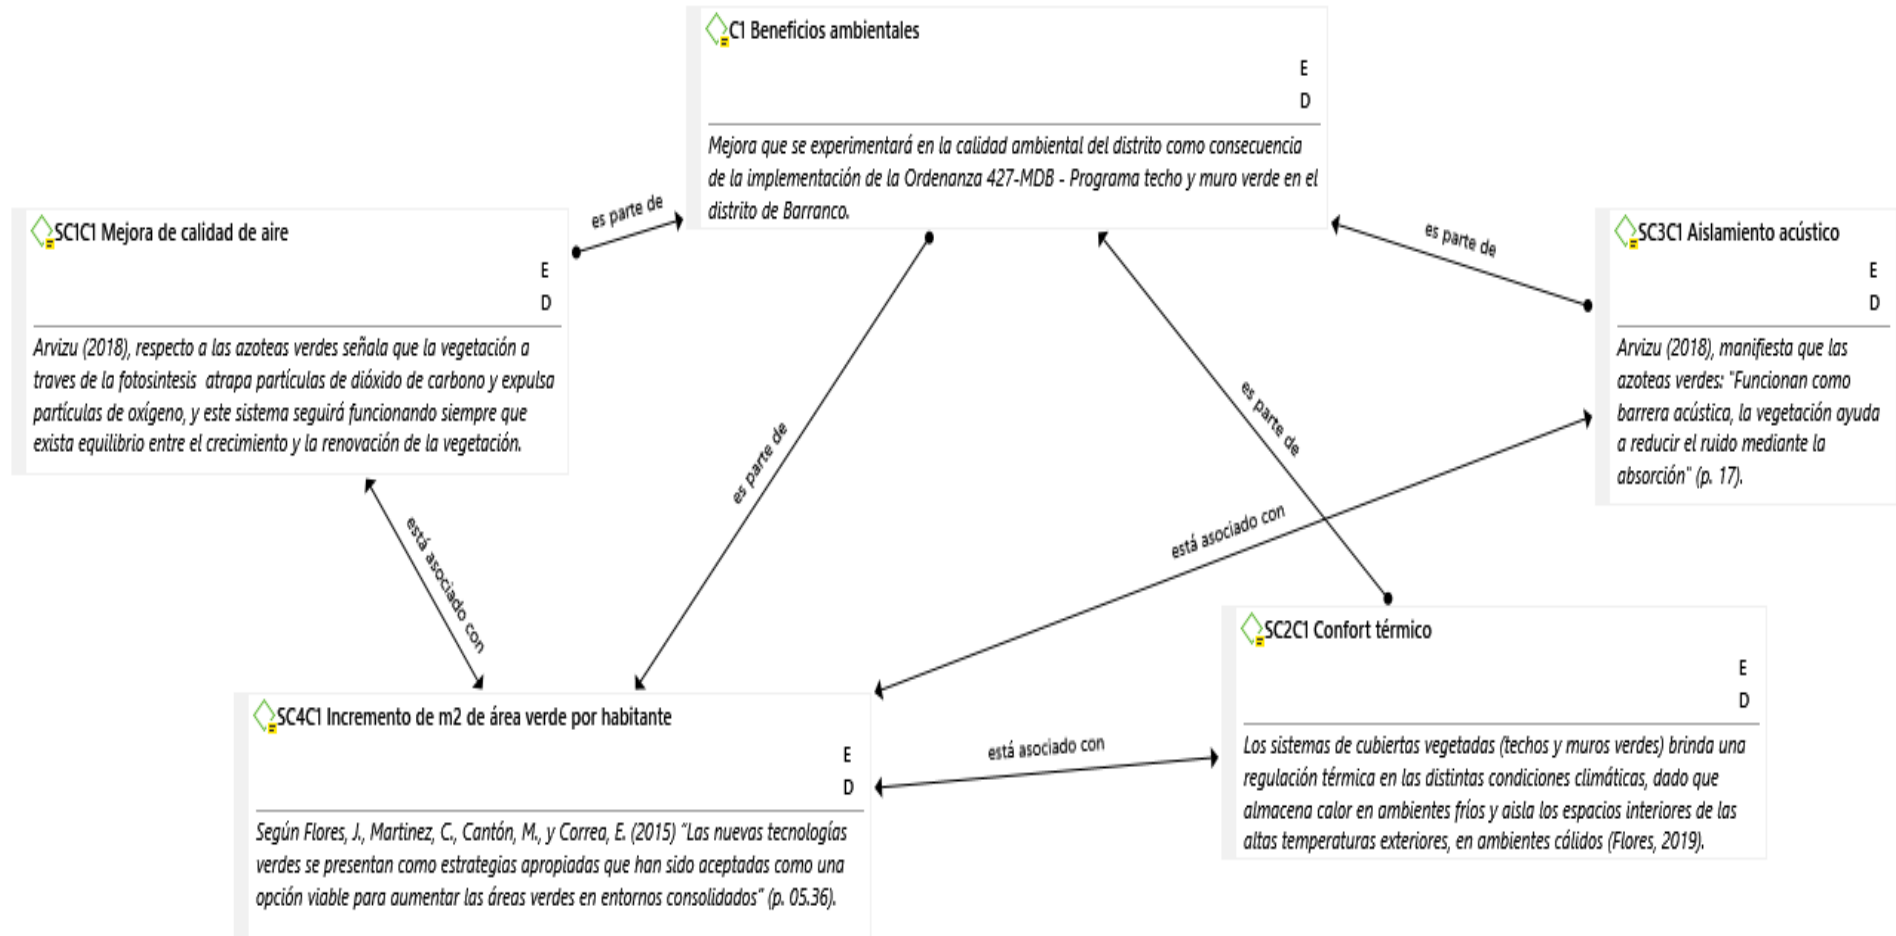 C1 Beneficios ambientales
E
D
Mejora que se experimentará en la calidad ambiental del distrito como consecuencia
de la implementación de la Ordenanza 427-MDB - Programa techo y muro verde en el
distrito de Barranco.
es parte de
SC1C1 Mejora de calidad de aire
E
D
Arvizu (2018), respecto a las azoteas verdes señala que la vegetación a
traves de la fotosintesis atrapa partículas de dióxido de carbono y expulsa
partículas de oxígeno, y este sistema seguirá funcionando siempre que
exista equilibrio entre el crecimiento y la renovación de la vegetación.
es parte de
SC3C1 Aislamiento acústico
E
D
Arvizu (2018), manifiesta que las
azoteas verdes: "Funcionan como
barrera acústica, la vegetación ayuda
a reducir el ruido mediante la
absorción" (p. 17).
es parte de
es parte de
está asociado con
está asociado con
está asociado con
SC4C1 Incremento de m2 de área verde por habitante
E
D
Según Flores, J., Martinez, C., Cantón, M., y Correa, E. (2015) “Las nuevas tecnologías
verdes se presentan como estrategias apropiadas que han sido aceptadas como una
opción viable para aumentar las áreas verdes en entornos consolidados” (p. 05.36).
SC2C1 Confort térmico
E
D
Los sistemas de cubiertas vegetadas (techos y muros verdes) brinda una
regulación térmica en las distintas condiciones climáticas, dado que
almacena calor en ambientes fríos y aisla los espacios interiores de las
altas temperaturas exteriores, en ambientes cálidos (Flores, 2019).